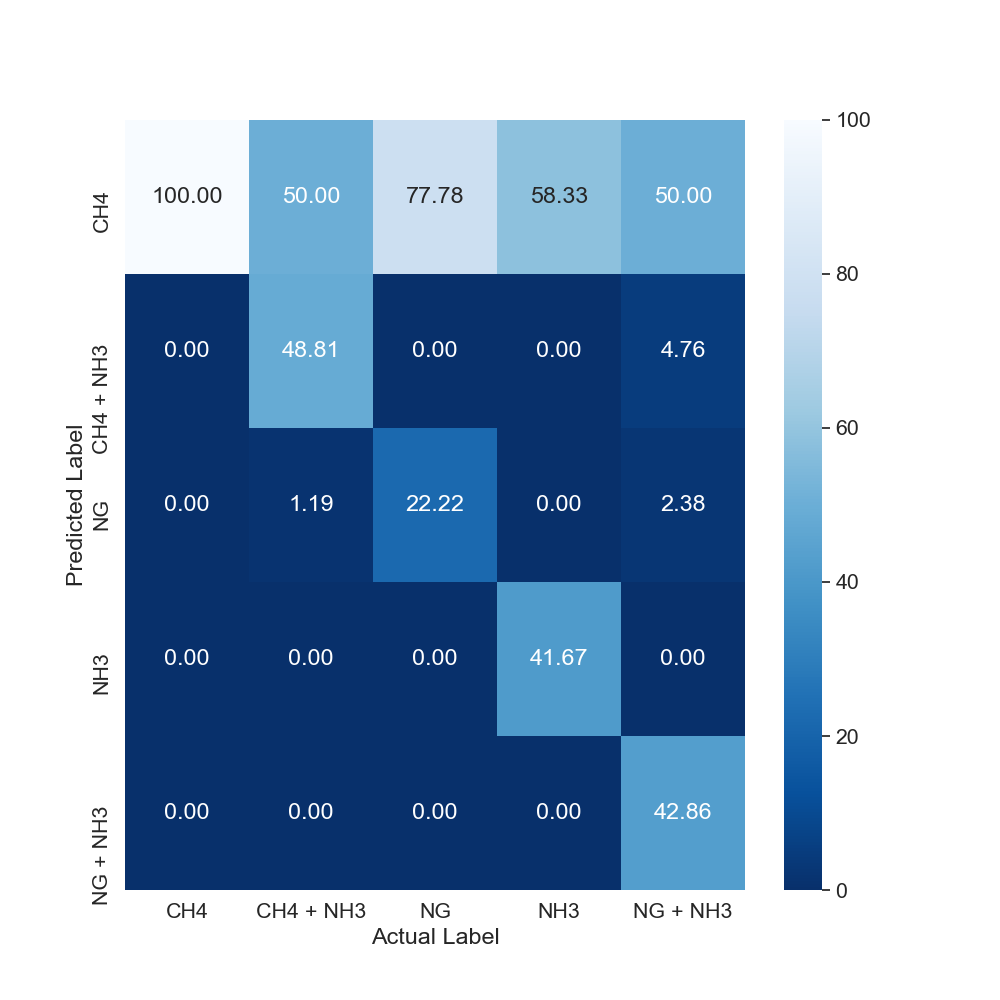 Predicted Label
CH4
100.00 50.00 77.78 58.33 50.00
CH4 + NH3
0.00 48.81 0.00 0.00 4.76
NG
0.00 1.19 22.22 0.00 2.38
NH3
0.00 0.00 0.00 41.67 0.00
NG + NH3
0.00 0.00 0.00 0.00 42.86
CH4 CH4 + NH3 NG NH3 NG + NH3
Actual Label
100
80
60
40
20
0